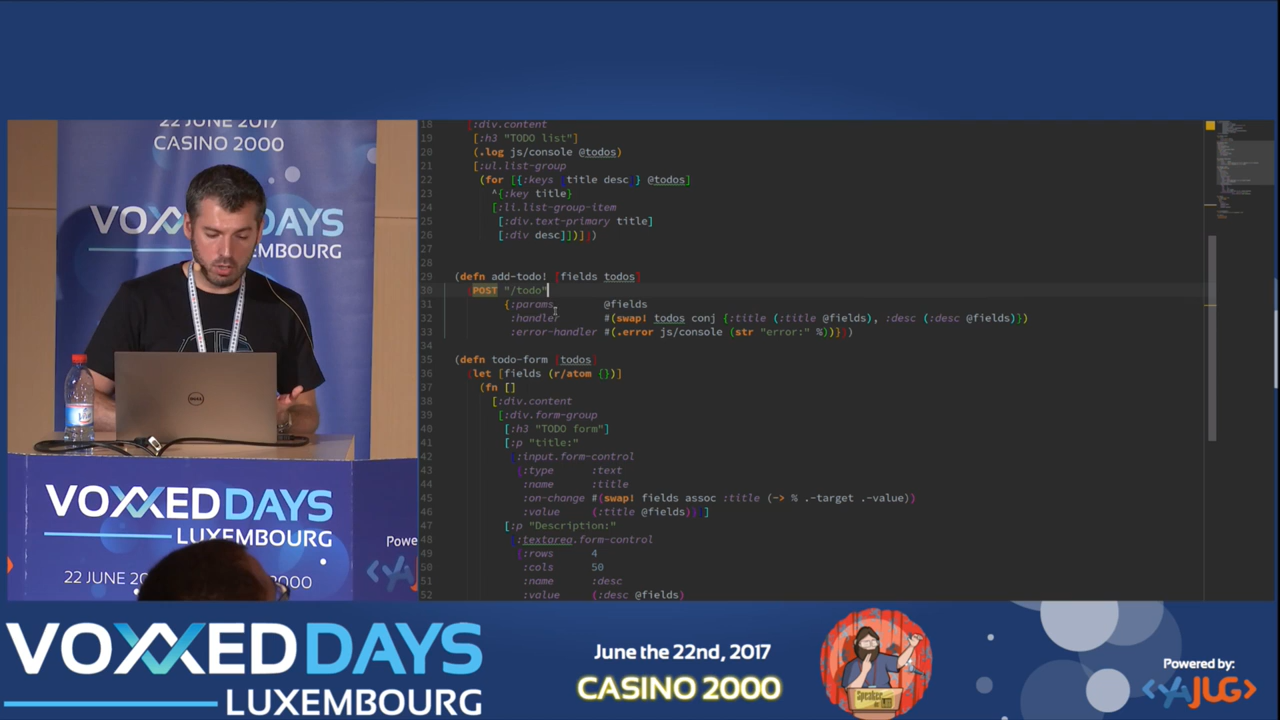 22 JUNE 2017
CASINO 2000
VOXXED DAYS
LUXEMBOURG
DELL
VOXXED DAYS
LUXEMBOURG
22 JUNE 20
2000
Powe
18 [:div.content
19 [:h3 "TODO list"]
20 (.log js/console @todos)
21 [:ul.list-group
22 (for [{:keys [title desc]} @todos]
23 ^{:key title}
24 [:li.list-group-item
25 [:div.text-primary title]
26 [:div desc]])]])
27
28
29 (defn add-todo! [fields todos]
30 (POST "/todo"
31 {:params @fields
32 :handler #(swap! todos conj {:title (:title @fields), :desc (:desc @fields)})
33 :error-handler #(.error js/console (str "error:" %))}))
34
35 (defn todo-form [todos]
36 (let [fields (r/atom {})]
37 (fn []
38 [:div.content
39 [:div.form-group
40 [:h3 "TODO form"]
41 [:p "title:"
42 [:input.form-control
43 {:type :text
44 :name :title
45 :on-change #(swap! fields assoc :title (-> % .-target .-value))
46 :value (:title @fields)}]]
47 [:p "Description:"
48 [:textarea.form-control
49 {:rows 4
50 :cols 50
51 :name :desc
52 :value (:desc @fields)
VOXXED DAYS
LUXEMBOURG
June the 22nd, 2017
CASINO 2000
Speaker
Powered by:
<YAJUG>